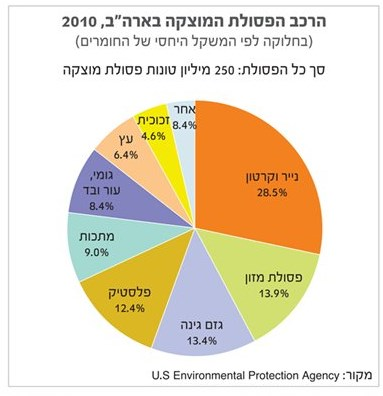 הרכב הפסולת המוצקה בארה"ב, 2010
(בחלוקה לפי המשקל היחסי של החומרים)
סך כל הפסולת: 250 מיליון טונות פסולת מוצקה
נייר וקרטון
28.5%
פסולת מזון
13.9%
גזם גינה
13.4%
פלסטיק
12.4%
מתכות
9.0%
גומי,
עור ובד
8.4%
עץ
6.4%
זכוכית
4.6%
אחר
8.4%
מקור: U.S Environmental Protection Agency